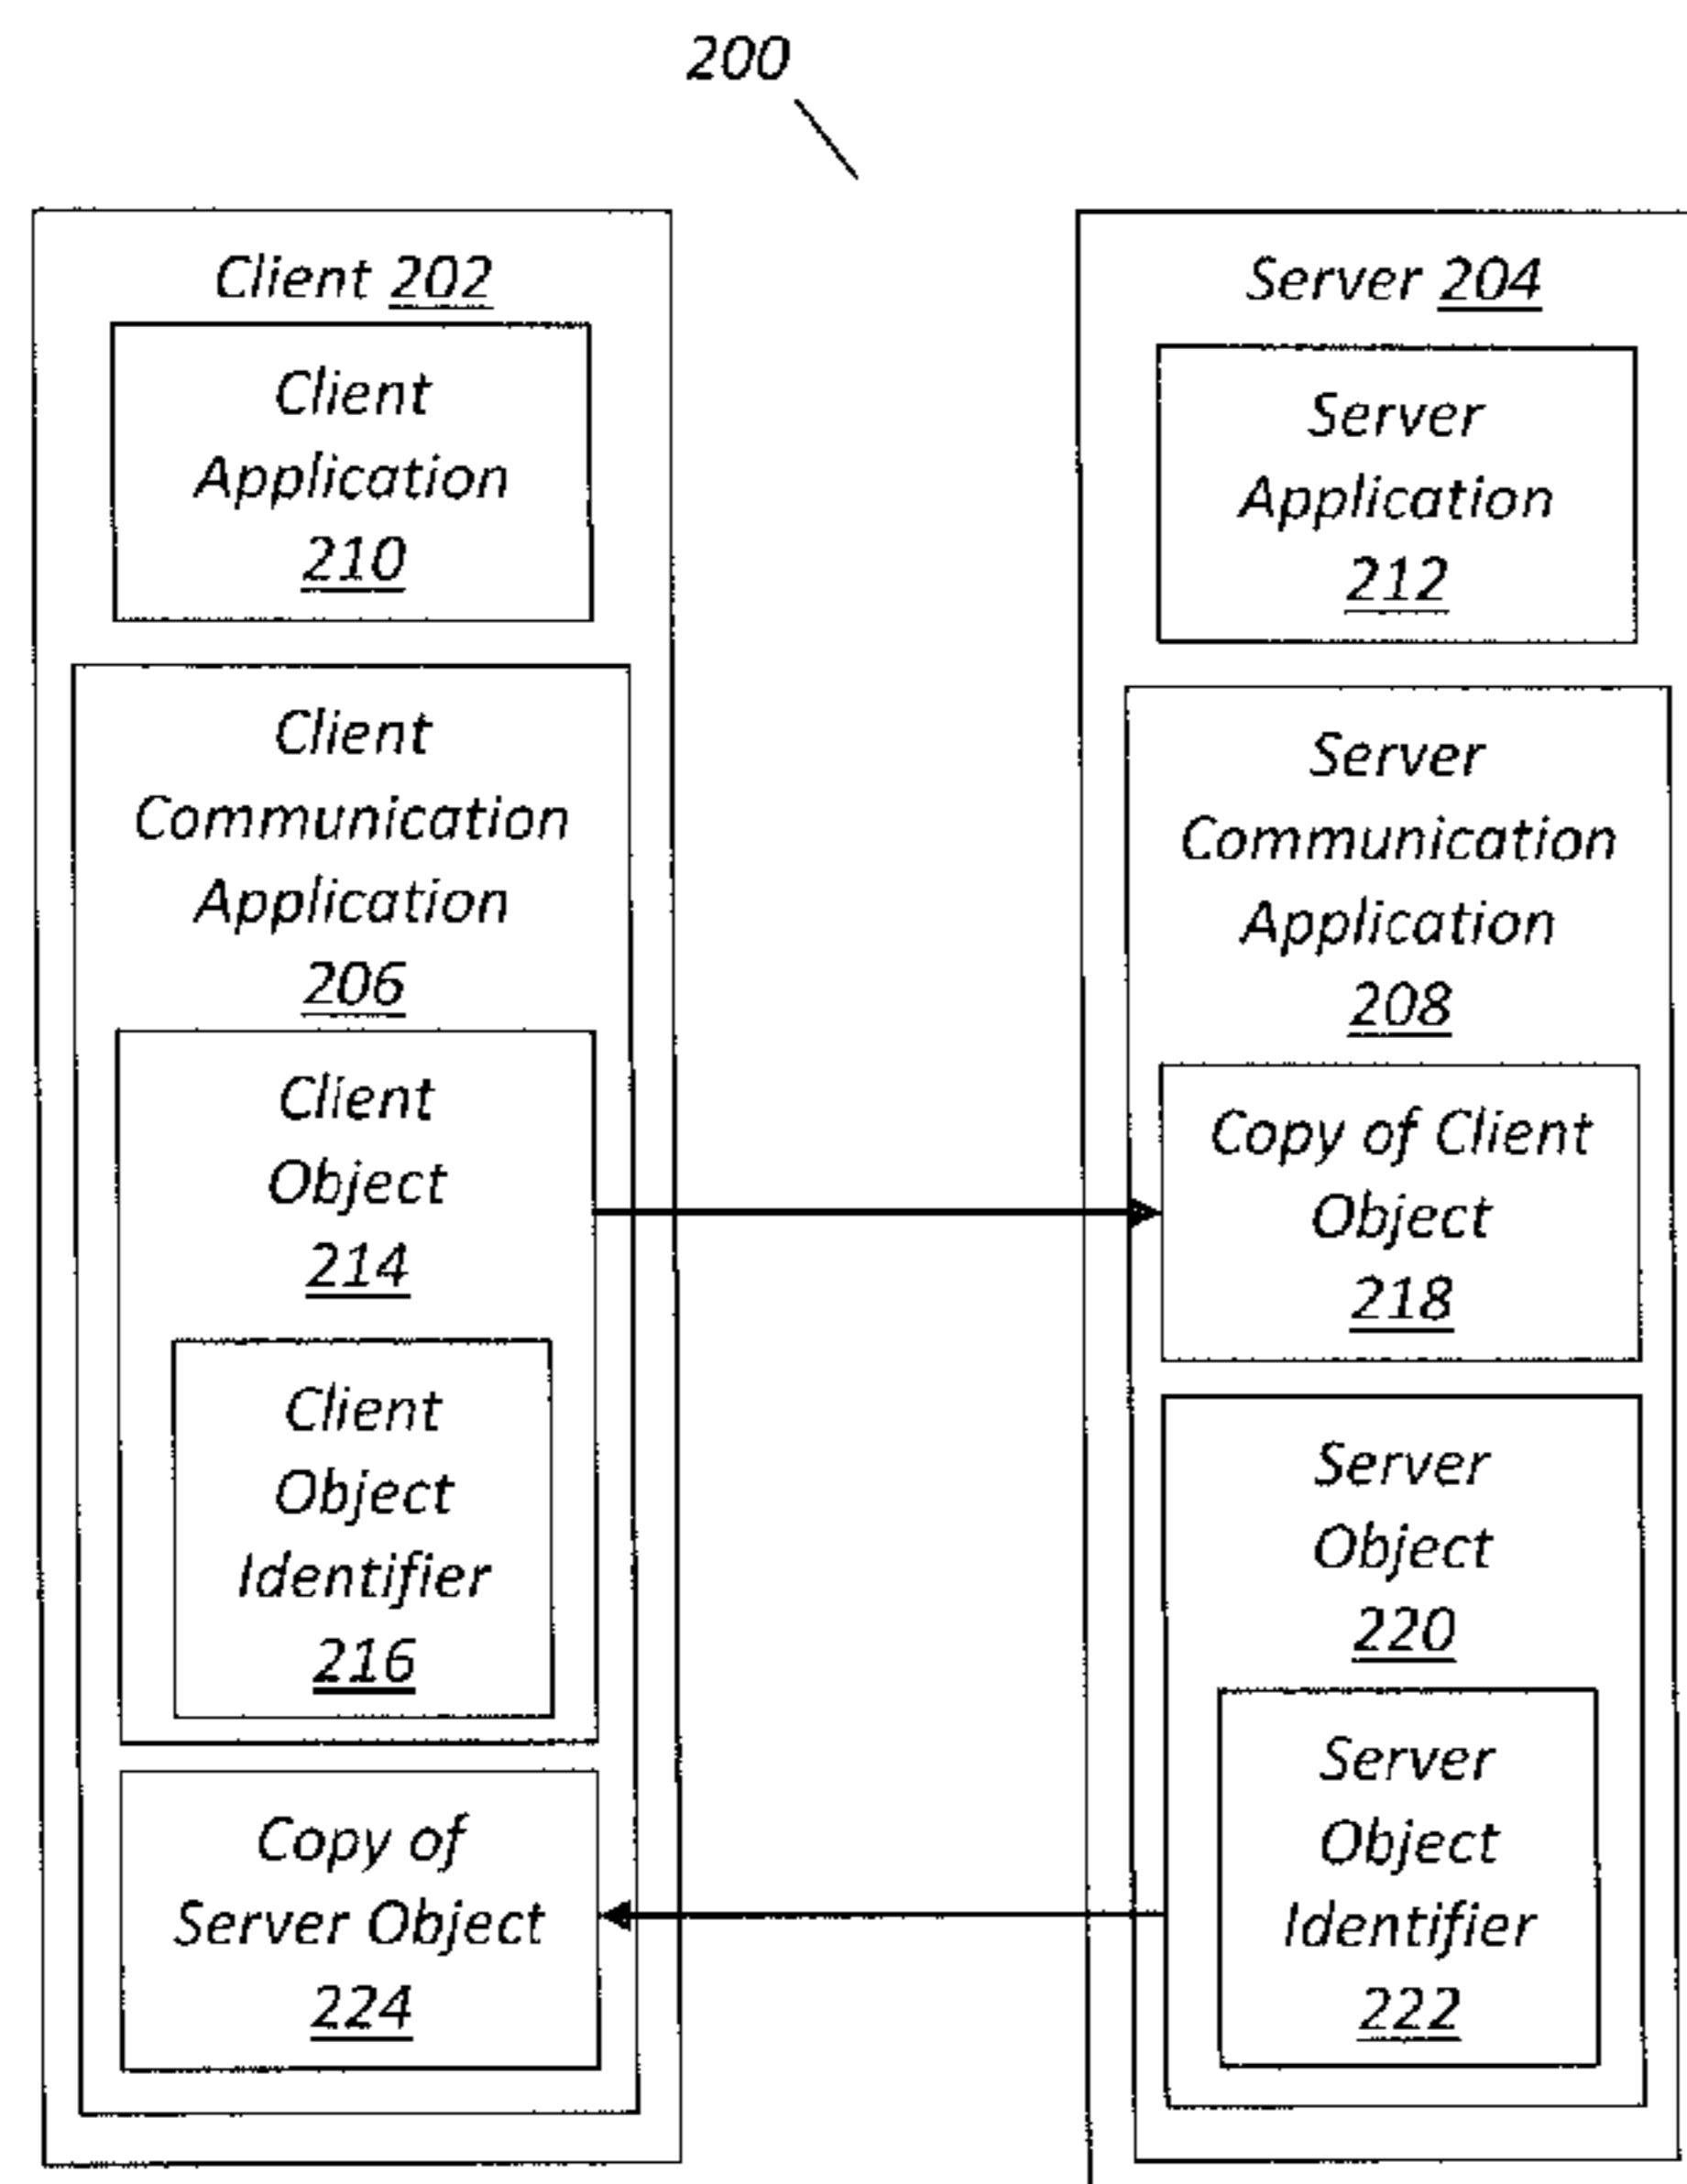 200
Client 202
Client
Application
210
Client
Communication
Application
206
Client
Object
214
Client
Object
Identifier
216
Copy of
Server Object
224
Server 204
Server
Application
212
Server
Communication
Application
208
Copy of Client
Object
218
Server
Object
220
Server
Object
Identifier
222